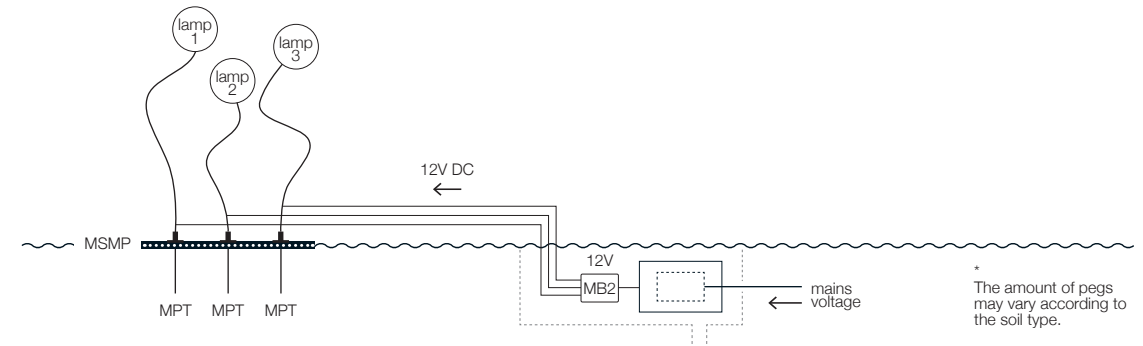 lamp
1
lamp
2
lamp
3
12V DC
MSMP
12V
MB2
mains
voltage
MPT
MPT
MPT
*
The amount of pegs
may vary according to
the soil type.